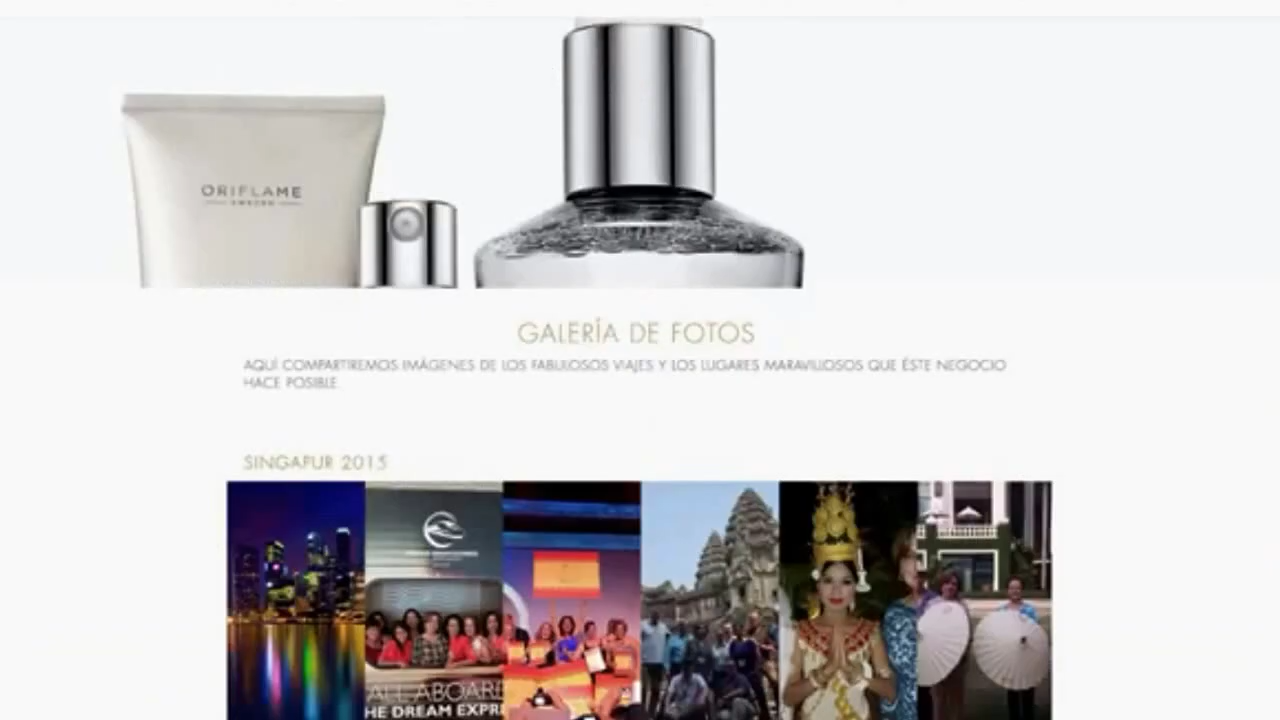 ORIFLAME
SWEDEN
GALERÍA DE FOTOS
AQUÍ COMPARTIREMOS IMÁGENES DE LOS FABULOSOS VIAJES Y LOS LUGARES MARAVILLOSOS QUE ÉSTE NEGOCIO
HACE POSIBLE.
SINGAPUR 2015
ALL ABOARD
HE DREAM EXPRE